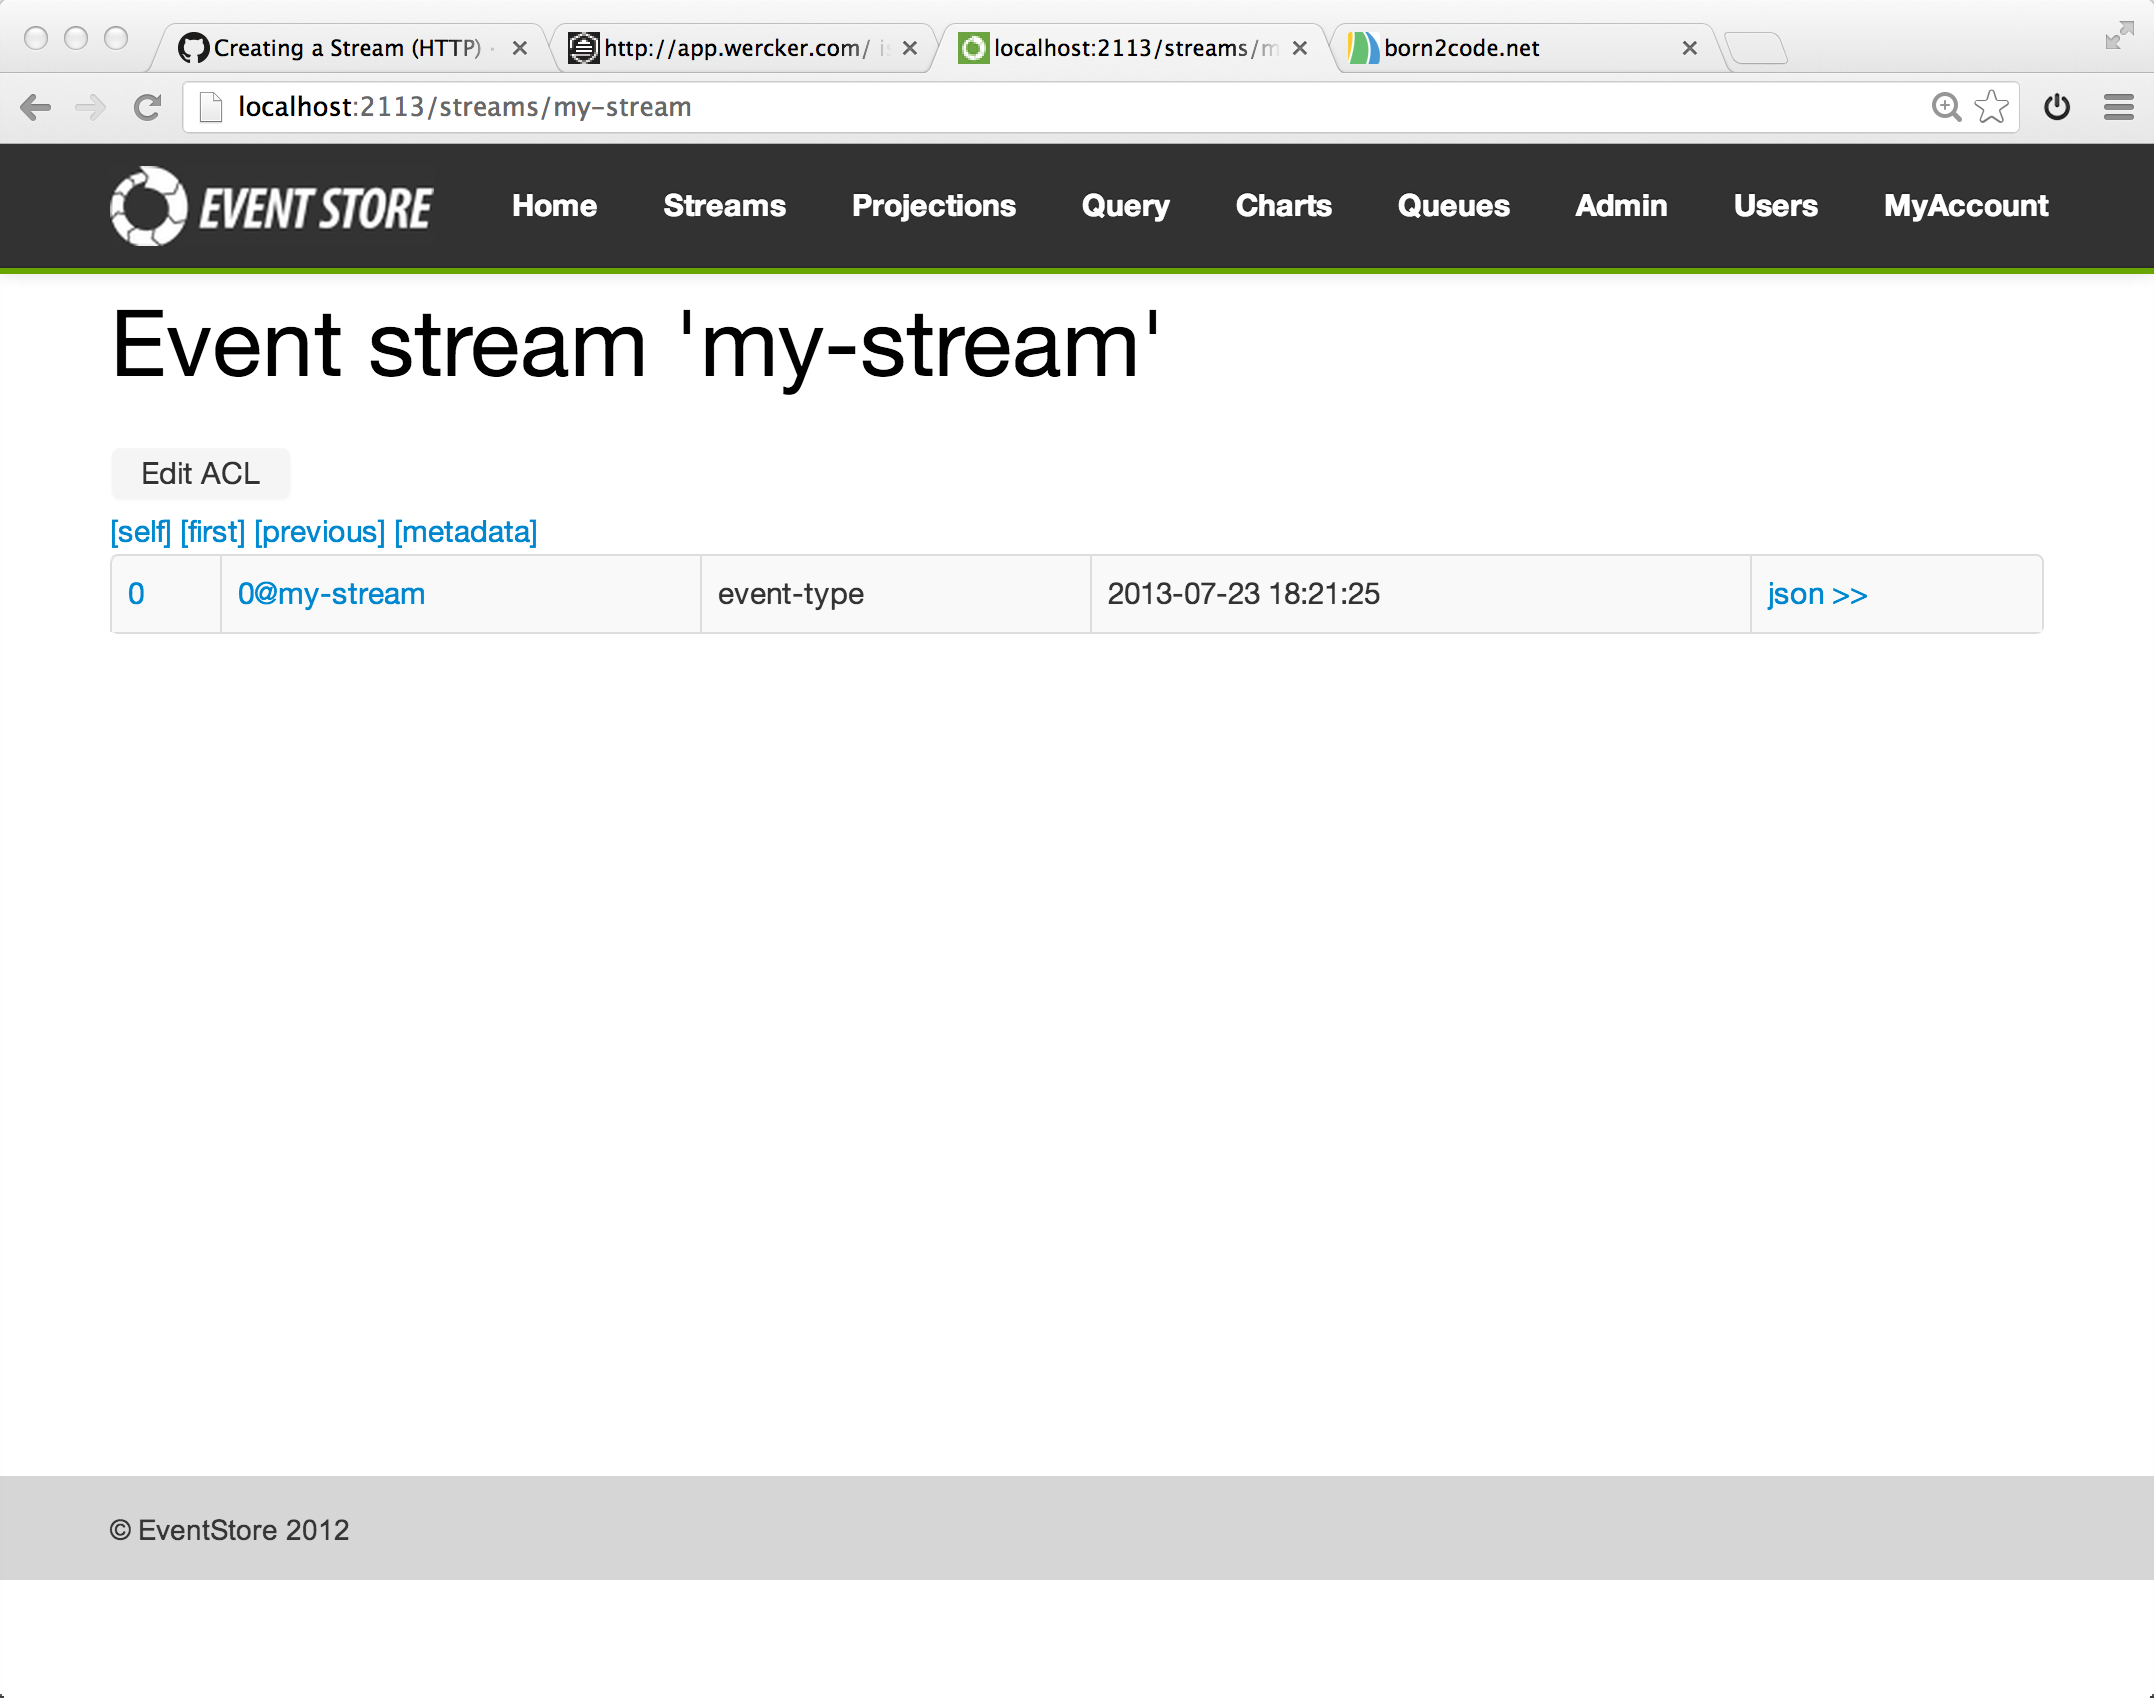 Creating a Stream (HTTP) · http://app.wercker.com/ localhost:2113/streams/m born2code.net
localhost:2113/streams/my-stream
EVENT STORE Home Streams Projections Query Charts Queues Admin Users MyAccount
Event stream 'my-stream'
Edit ACL
[self] [first] [previous] [metadata]
0 0@my-stream event-type 2013-07-23 18:21:25 json >>
© EventStore 2012